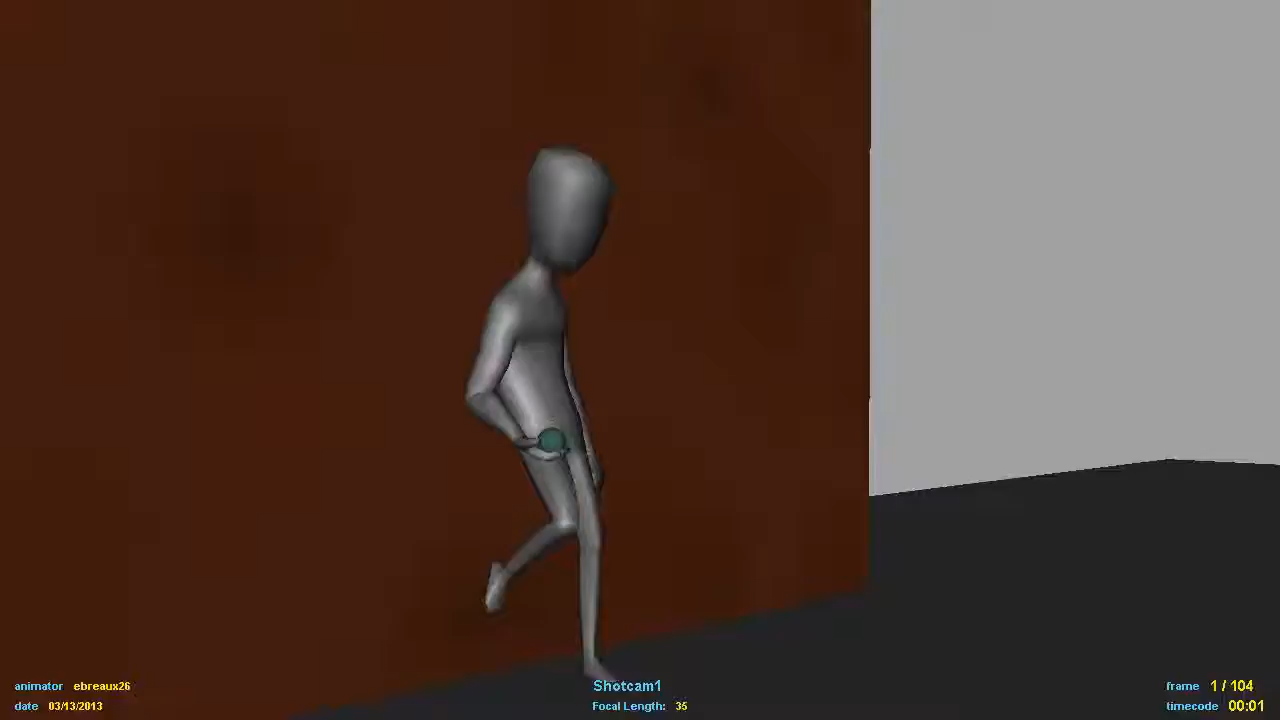 animator ebreaux26
date 03/13/2013
Shotcam1
Focal Length: 35
frame 1 / 104
timecode 00:01